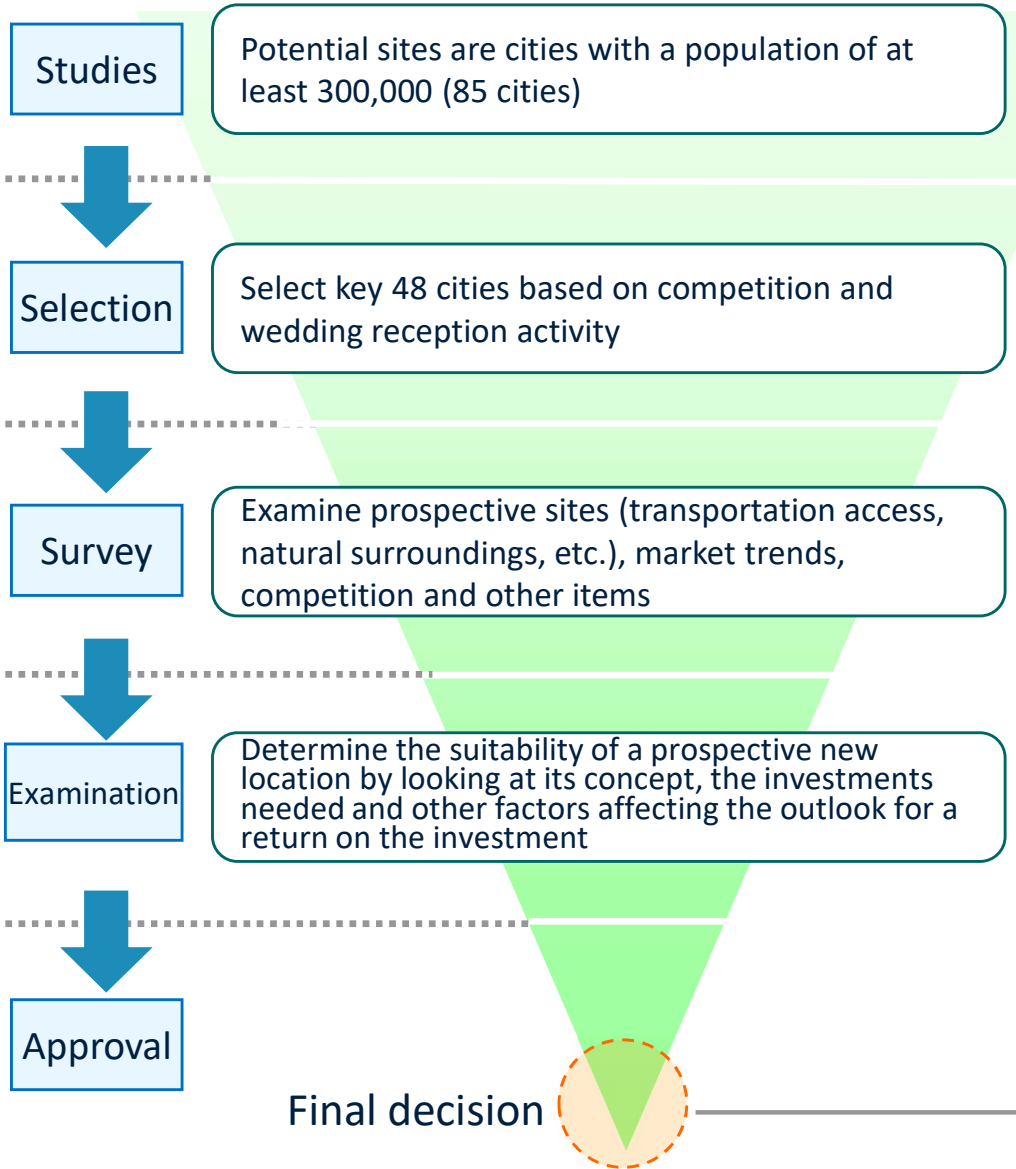 Studies
Potential sites are cities with a population of at
least 300,000 (85 cities)
Selection
Select key 48 cities based on competition and
wedding reception activity
Survey
Examine prospective sites (transportation access,
natural surroundings, etc.), market trends,
competition and other items
Examination
Determine the suitability of a prospective new
location by looking at its concept, the investments
needed and other factors affecting the outlook for a
return on the investment
Approval
Final decision